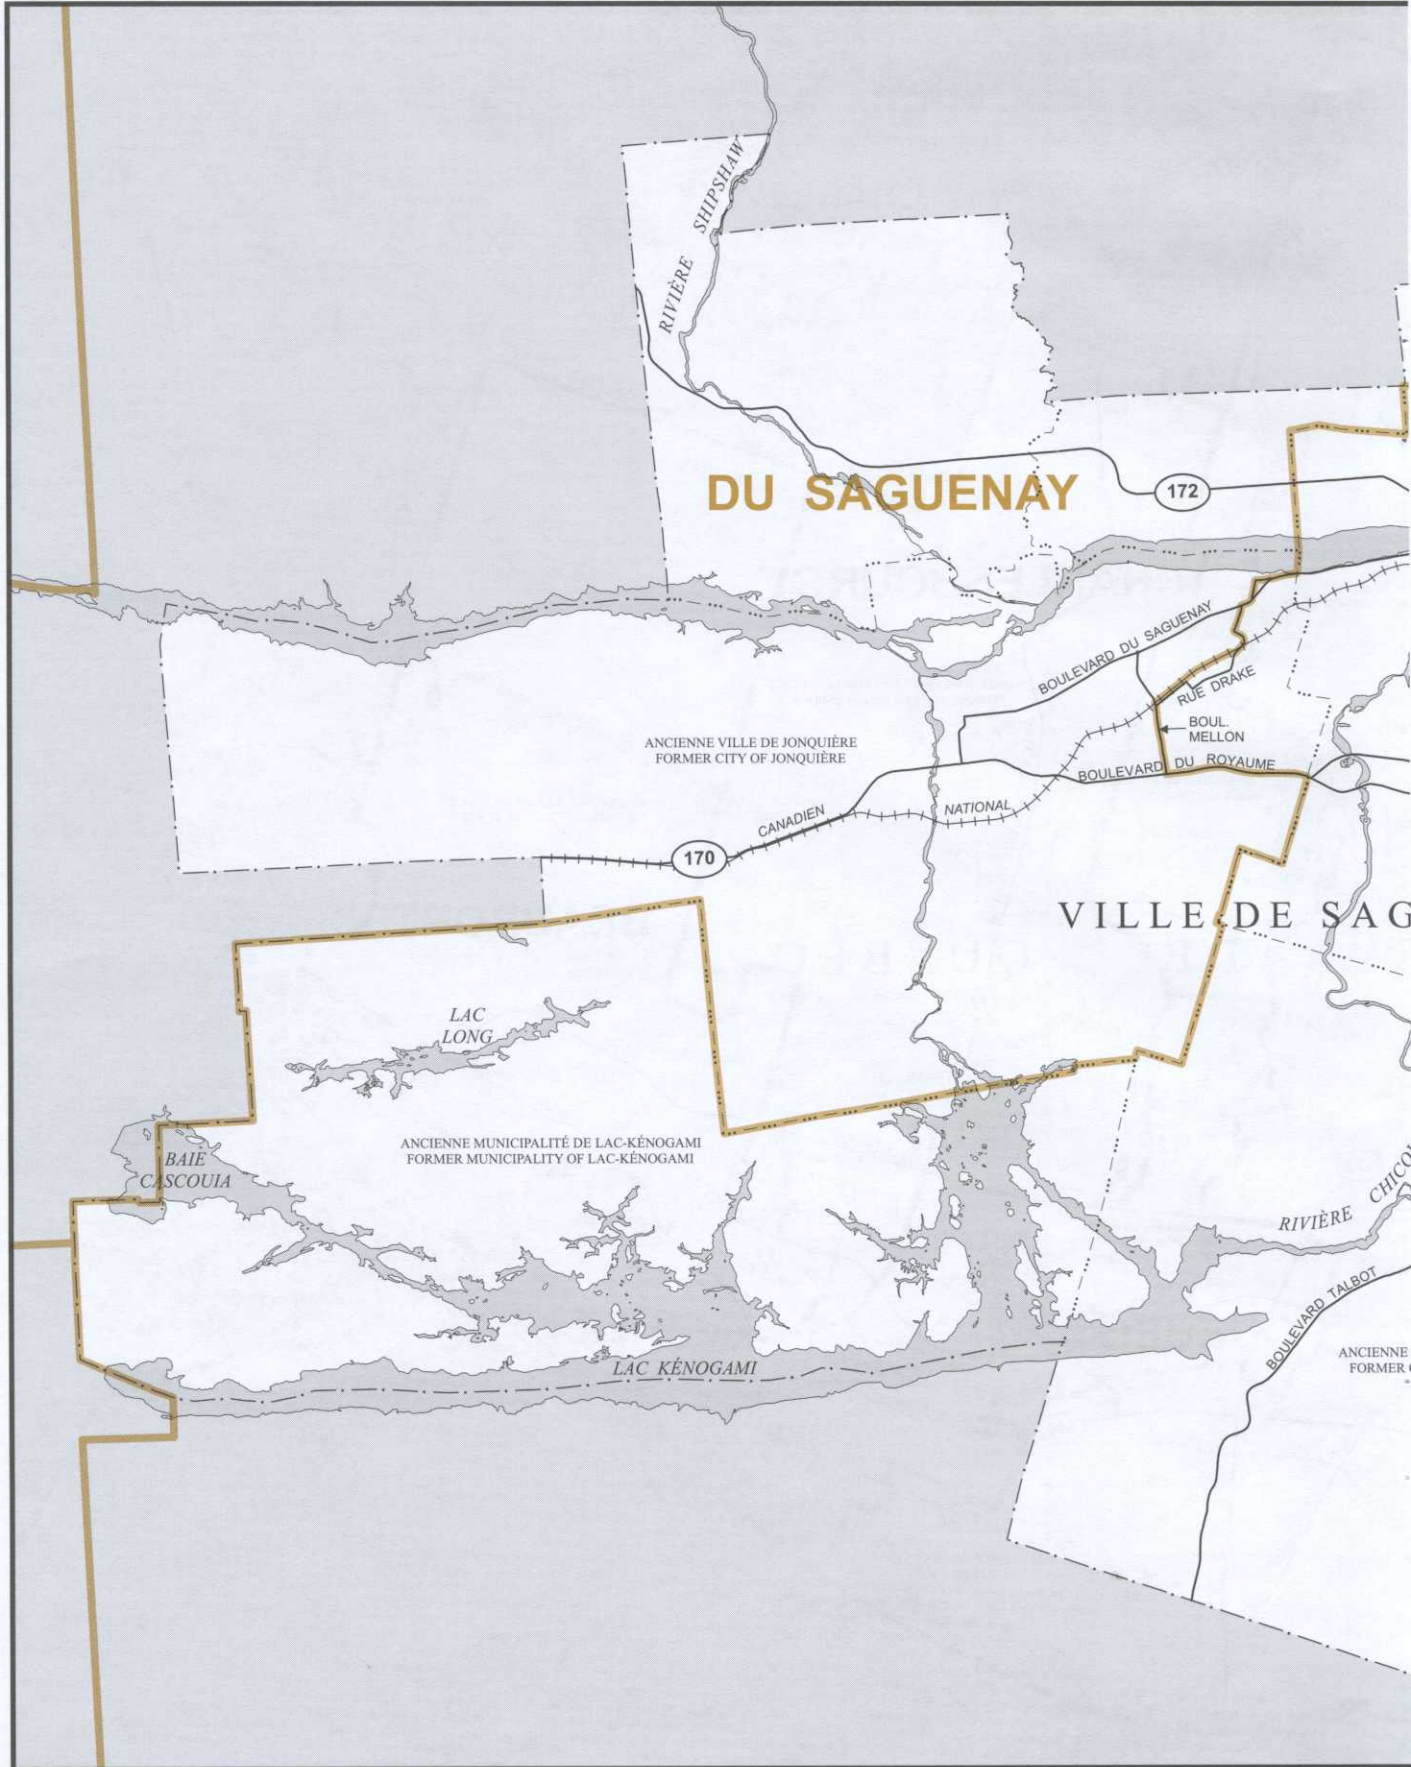 RIVIÈRE SHIPSHAW
DU SAGUENAY
172
BOULEVARD DU SAGUENAY
RUE DRAKE
BOUL.
MELLON
ANCIENNE VILLE DE JONQUIÈRE
FORMER CITY OF JONQUIÈRE
BOULEVARD DU ROYAUME
CANADIEN NATIONAL
170
VILLE DE SAG
LAC
LONG
ANCIENNE MUNICIPALITÉ DE LAC-KÉNOGAMI
FORMER MUNICIPALITY OF LAC-KÉNOGAMI
BAIE
CASCOUIA
RIVIÈRE CHICOU
BOULEVARD TALBOT
LAC KÉNOGAMI
ANCIENNE
FORMER